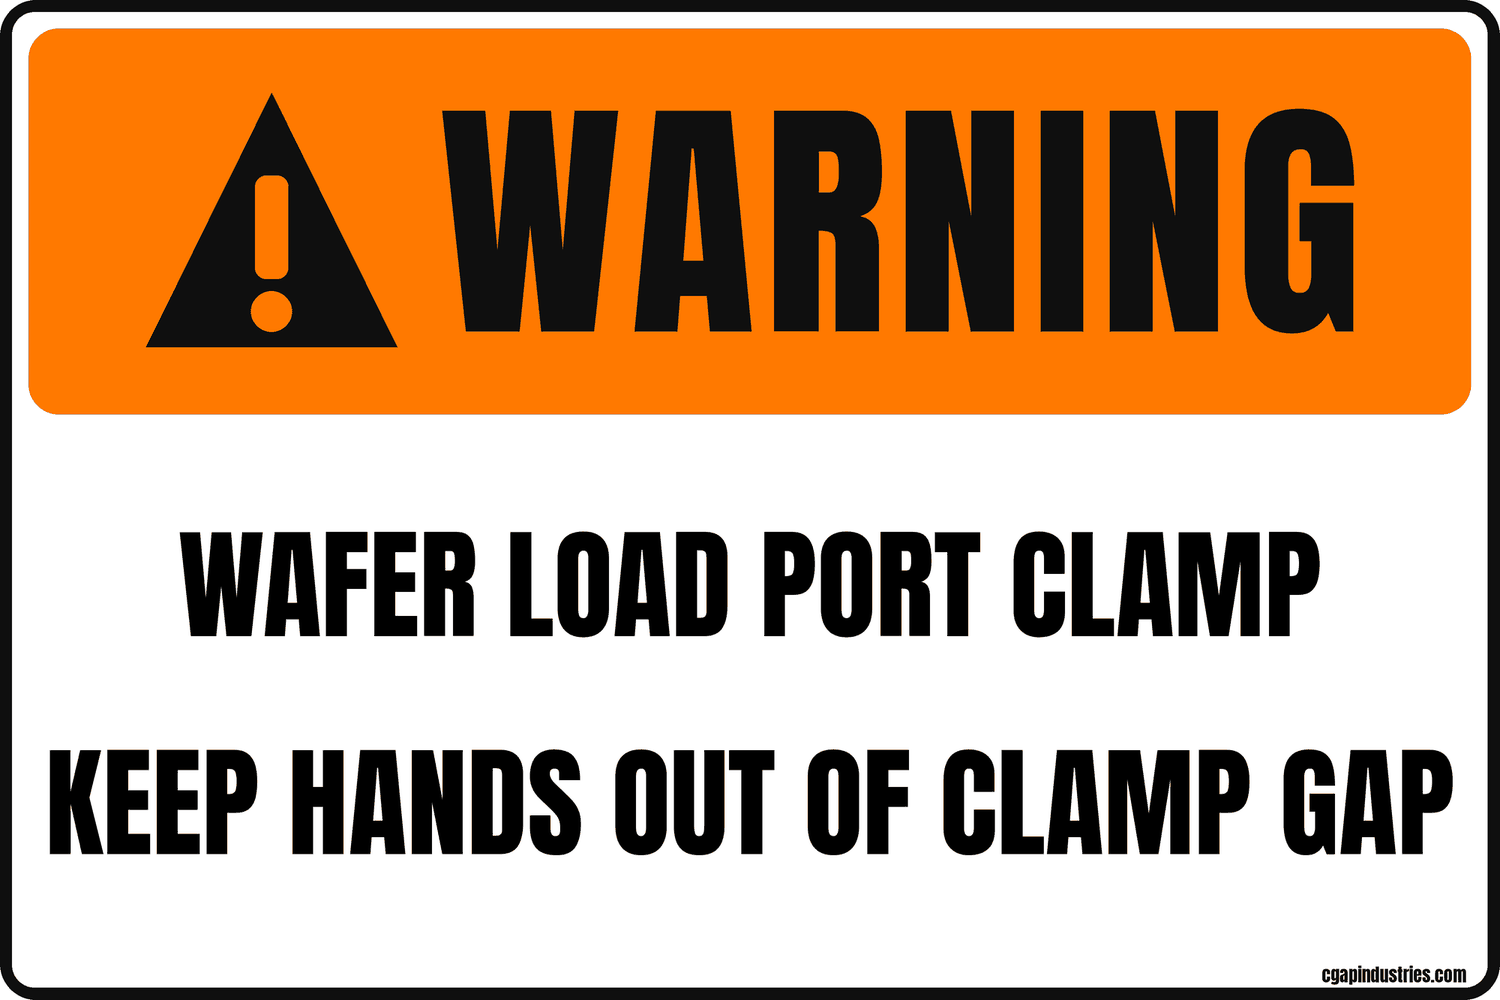 WARNING
WAFER LOAD PORT CLAMP
KEEP HANDS OUT OF CLAMP GAP
cgapindustries.com